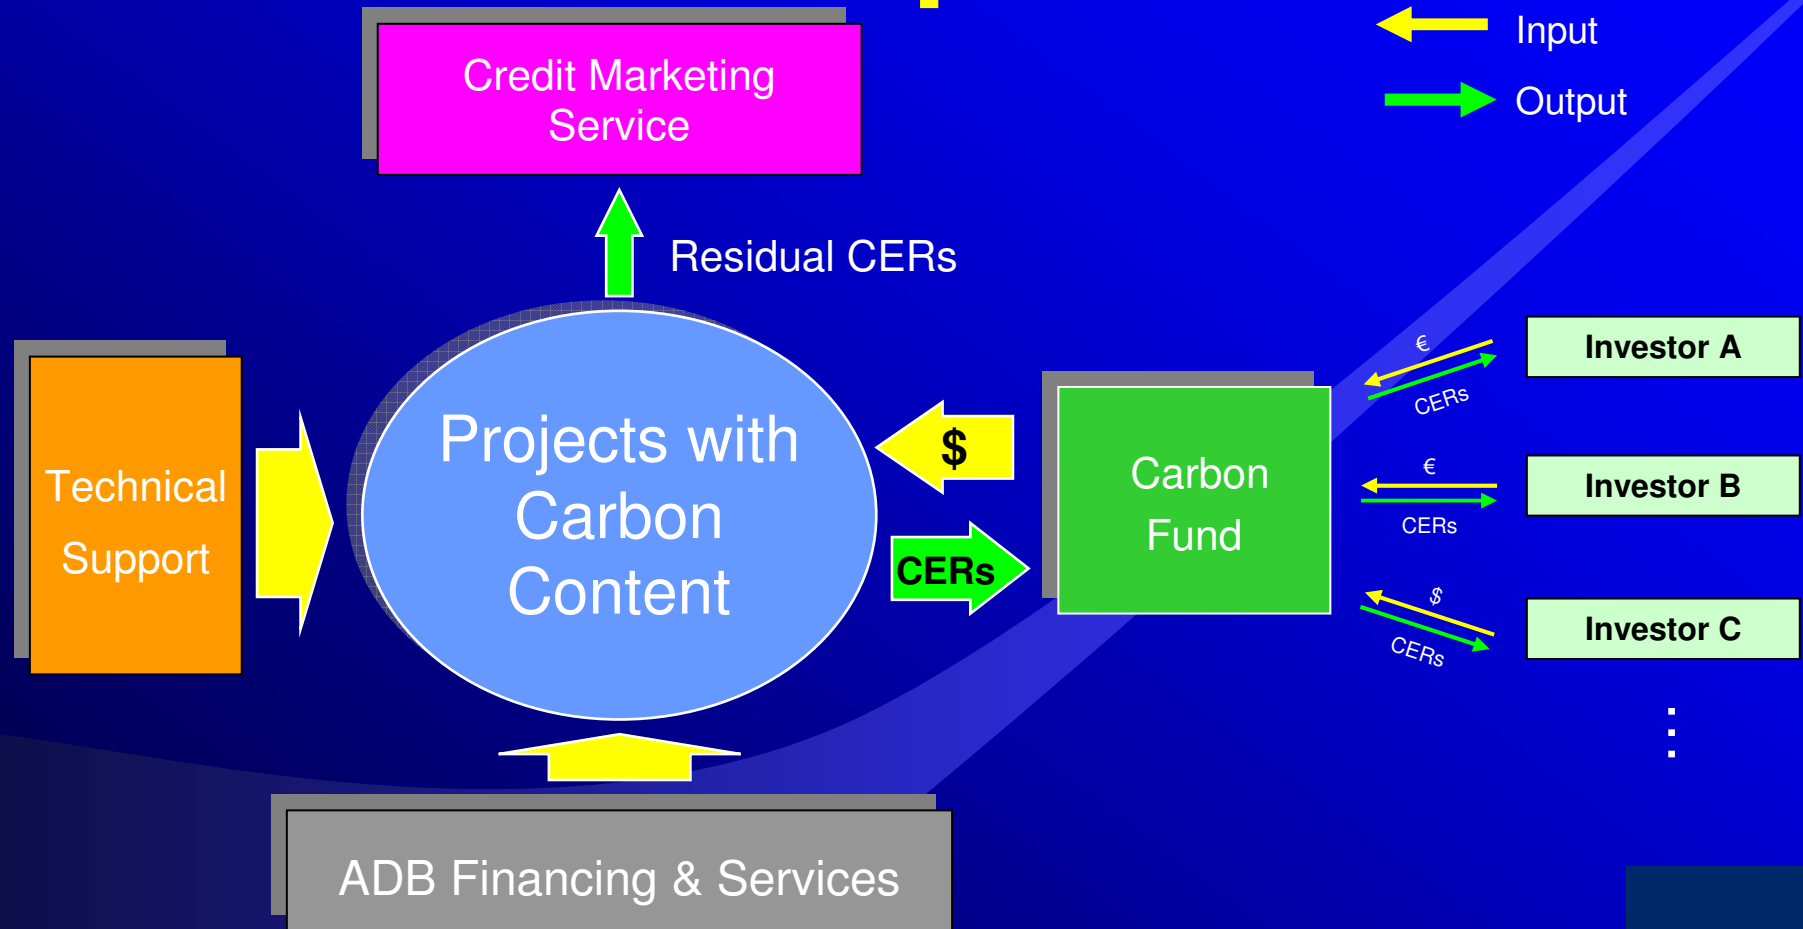 Input
Output
Credit Marketing
Service
Residual CERs
Technical
Support
Projects with
Carbon
Content
$
CERs
Carbon
Fund
€
CERs
Investor A
€
CERs
Investor B
$
CERs
Investor C
⋮
ADB Financing & Services